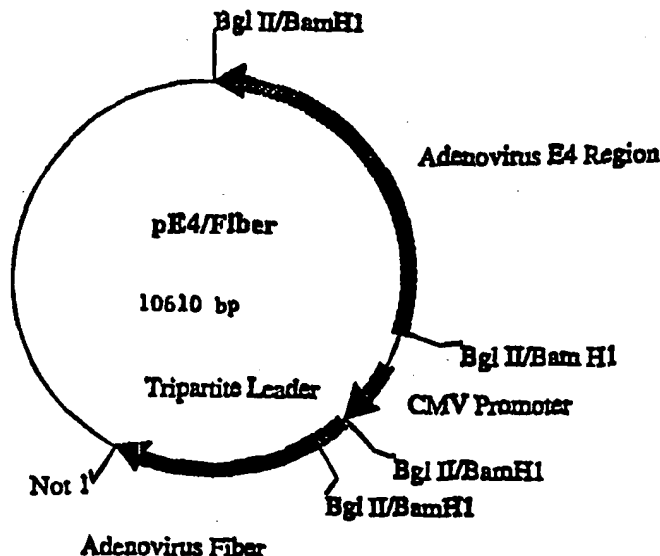 Bgl II/BamH1
Adenovirus E4 Region
pE4/Fiber
10610 bp
Bgl II/Bam H1
Tripartite Leader
CMV Promoter
Bgl II/BamH1
Not 1
Bgl II/BamH1
Adenovirus Fiber